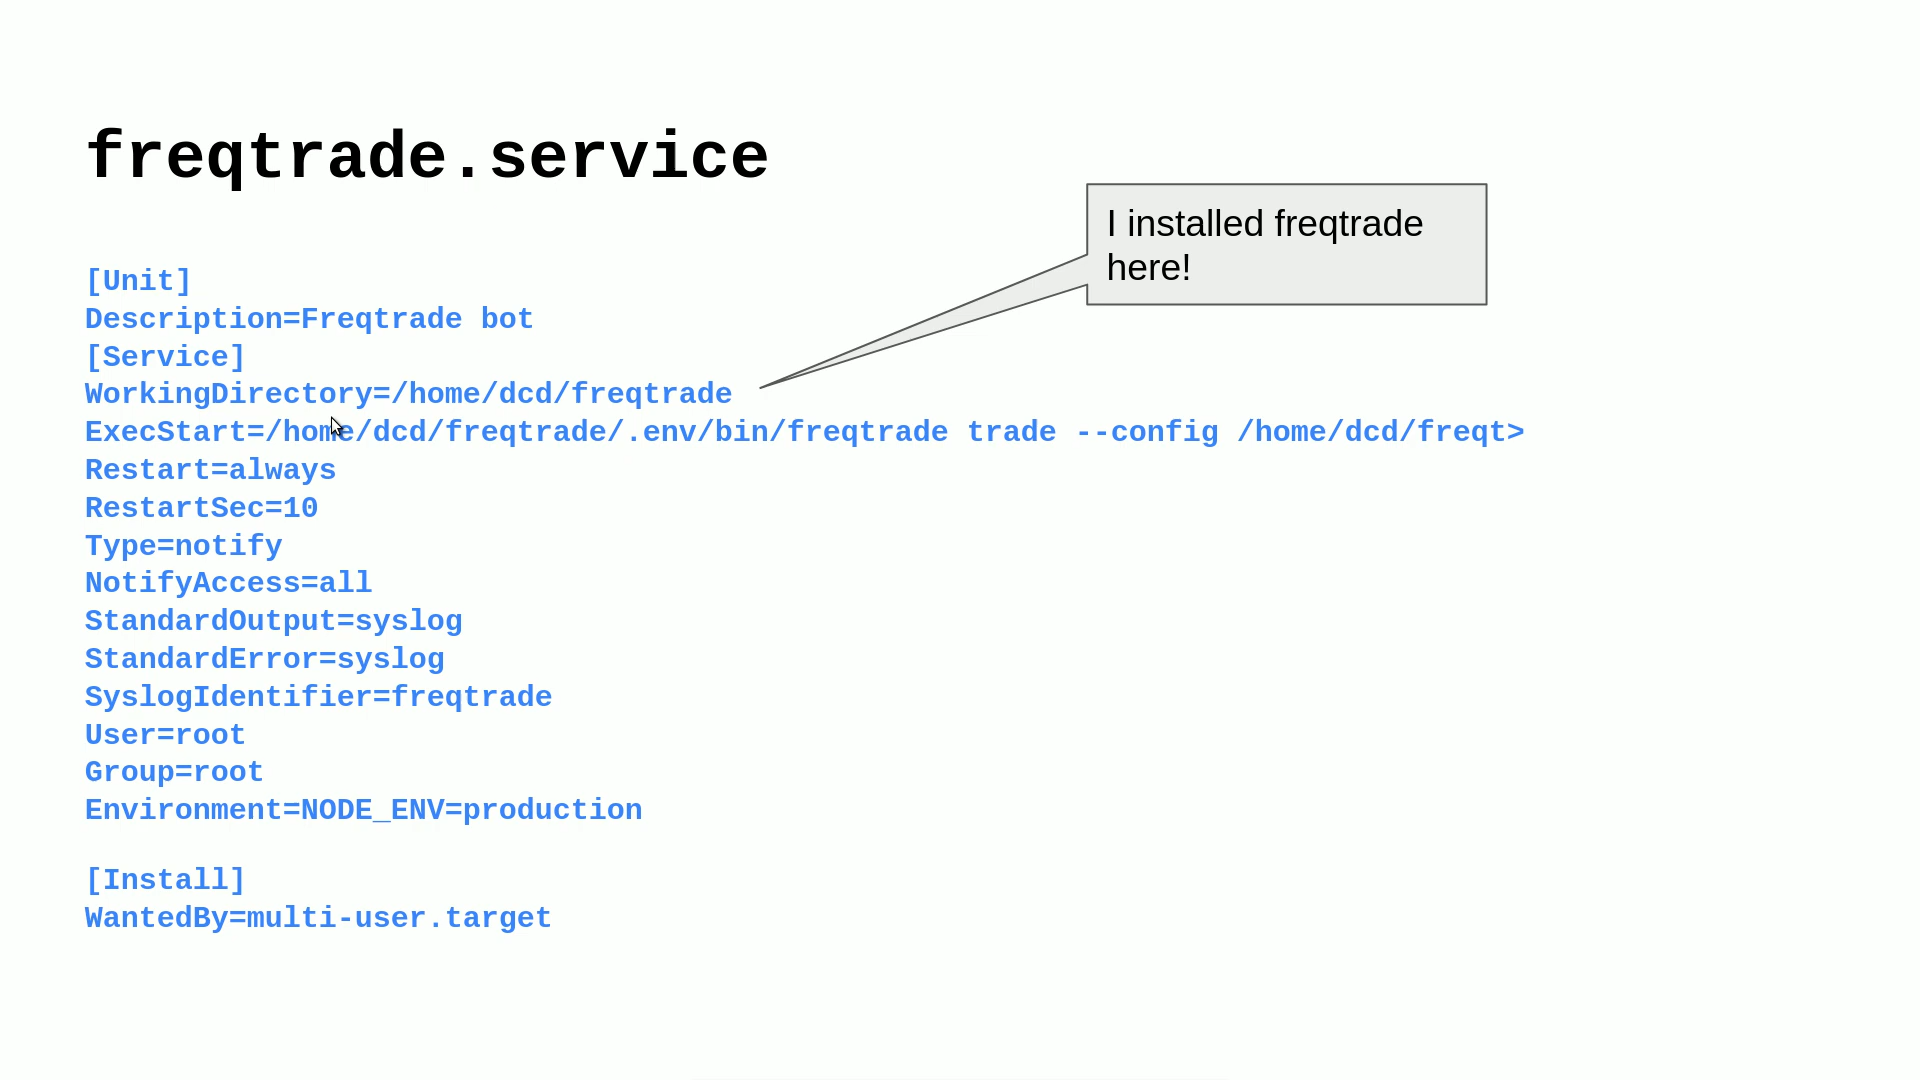 freqtrade.service
I installed freqtrade
here!
[Unit]
Description=Freqtrade bot
[Service]
WorkingDirectory=/home/dcd/freqtrade
ExecStart=/home/dcd/freqtrade/.env/bin/freqtrade trade --config /home/dcd/freqt>
Restart=always
RestartSec=10
Type=notify
NotifyAccess=all
StandardOutput=syslog
StandardError=syslog
SyslogIdentifier=freqtrade
User=root
Group=root
Environment=NODE_ENV=production
[Install]
WantedBy=multi-user.target